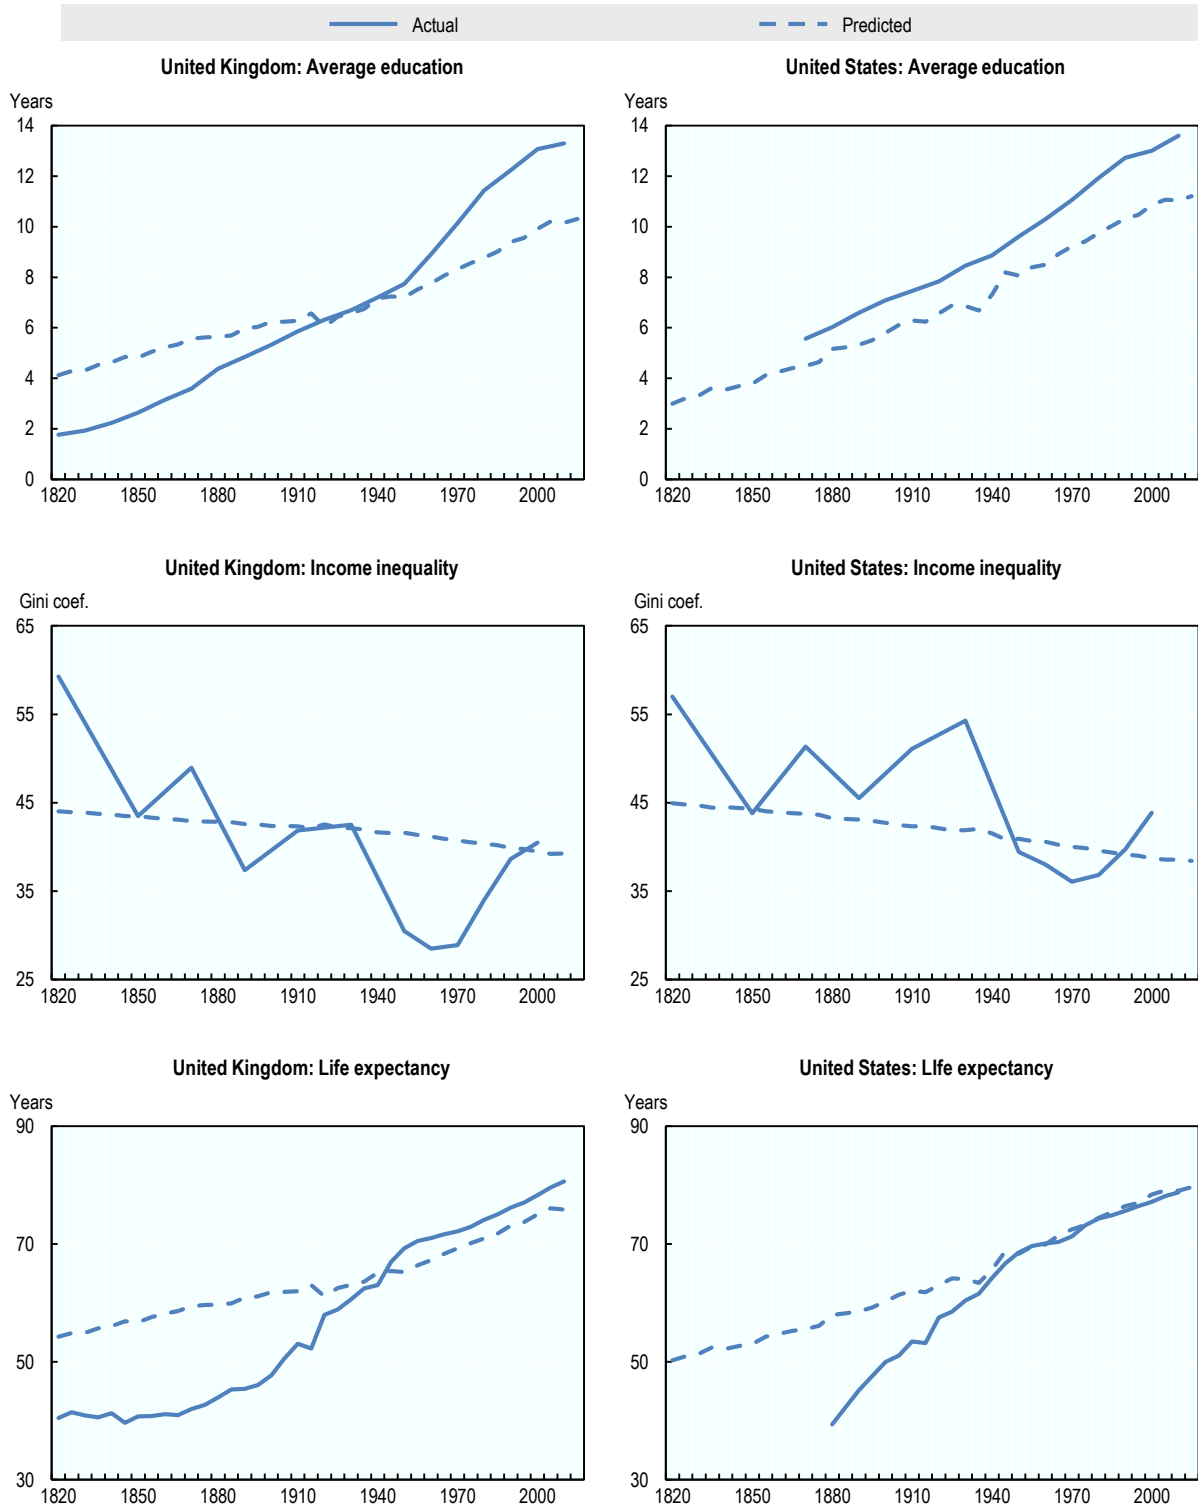 Actual Predicted
United Kingdom: Average education
Years
14
12
10
8
6
4
2
0
1820 1850 1880 1910 1940 1970 2000
United States: Average education
Years
14
12
10
8
6
4
2
0
1820 1850 1880 1910 1940 1970 2000
United Kingdom: Income inequality
Gini coef.
65
55
45
35
25
1820 1850 1880 1910 1940 1970 2000
United States: Income inequality
Gini coef.
65
55
45
35
25
1820 1850 1880 1910 1940 1970 2000
United Kingdom: Life expectancy
Years
90
70
50
30
1820 1850 1880 1910 1940 1970 2000
United States: LIfe expectancy
Years
90
70
50
30
1820 1850 1880 1910 1940 1970 2000